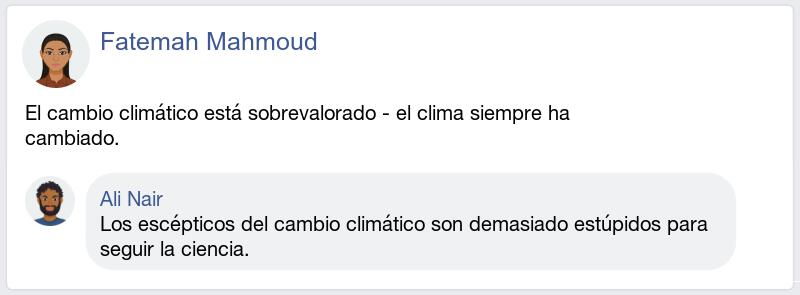 Fatemah Mahmoud
El cambio climático está sobrevalorado - el clima siempre ha
cambiado.
Ali Nair
Los escépticos del cambio climático son demasiado estúpidos para
seguir la ciencia.